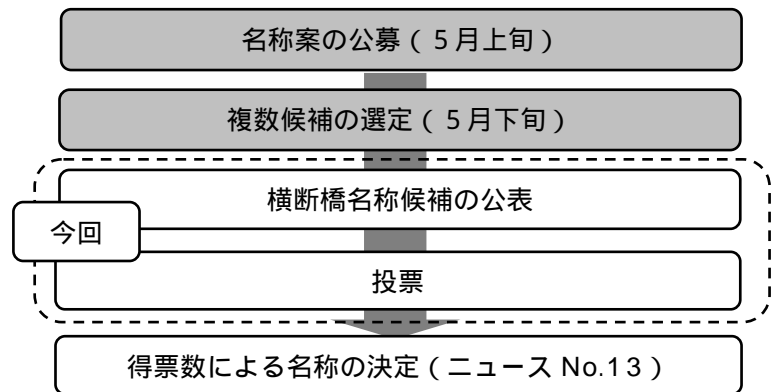 名称案の公募（５月上旬）
複数候補の選定（５月下旬）
横断橋名称候補の公表
今回
投票
得票数による名称の決定（ニュース No.1３）